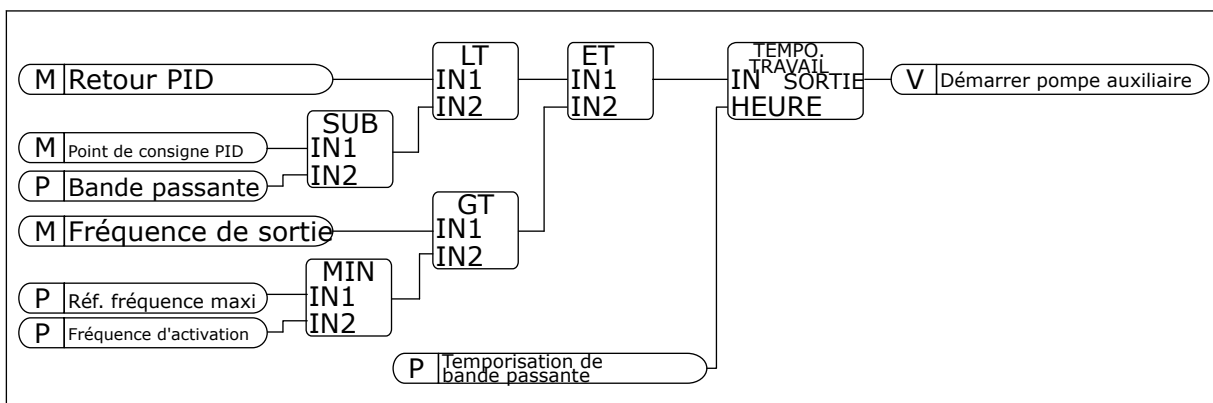 LT
IN1
IN2
ET
IN1
IN2
TEMPO.
TRAVAIL
IN SORTIE
HEURE
M Retour PID
V Démarrer pompe auxiliaire
SUB
IN1
IN2
M Point de consigne PID
P Bande passante
GT
IN1
IN2
M Fréquence de sortie
MIN
IN1
IN2
P Réf. fréquence maxi
P Fréquence d'activation
P Temporisation de
bande passante